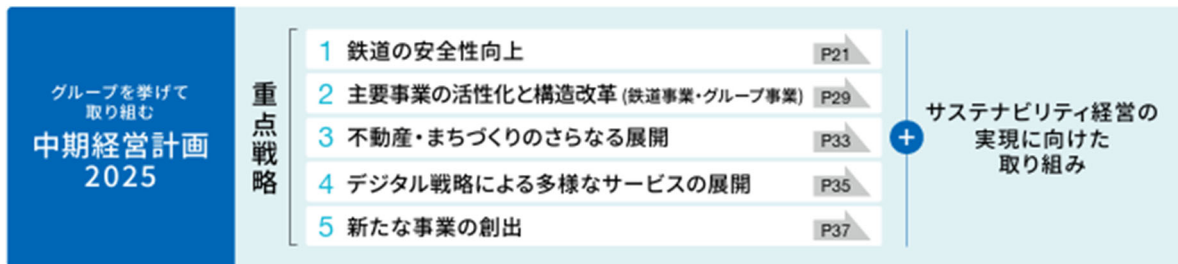 グループを挙げて
取り組む
中期経営計画
2025
重点戦略
1 鉄道の安全性向上 P21
2 主要事業の活性化と構造改革 (鉄道事業・グループ事業) P29
3 不動産・まちづくりのさらなる展開 P33
4 デジタル戦略による多様なサービスの展開 P35
5 新たな事業の創出 P37
+
サステナビリティ経営の
実現に向けた
取り組み